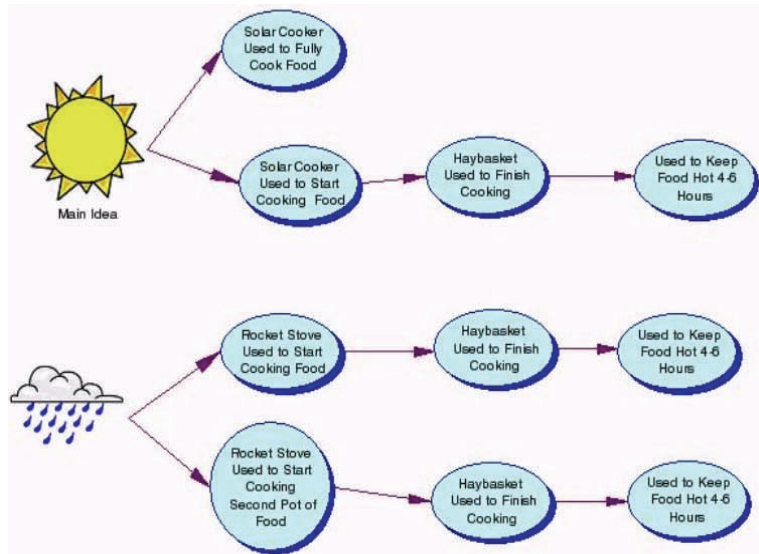 Solar Cooker
Used to Fully
Cook Food
Main Idea
Solar Cooker
Used to Start
Cooking Food
Haybasket
Used to Finish
Cooking
Used to Keep
Food Hot 4-6
Hours
Rocket Stove
Used to Start
Cooking Food
Haybasket
Used to Finish
Cooking
Used to Keep
Food Hot 4-6
Hours
Rocket Stove
Used to Start
Cooking
Second Pot of
Food
Haybasket
Used to Finish
Cooking
Used to Keep
Food Hot 4-6
Hours